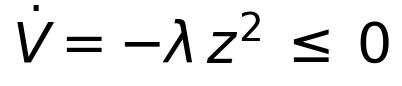 V̇ = −λ z² ≤ 0